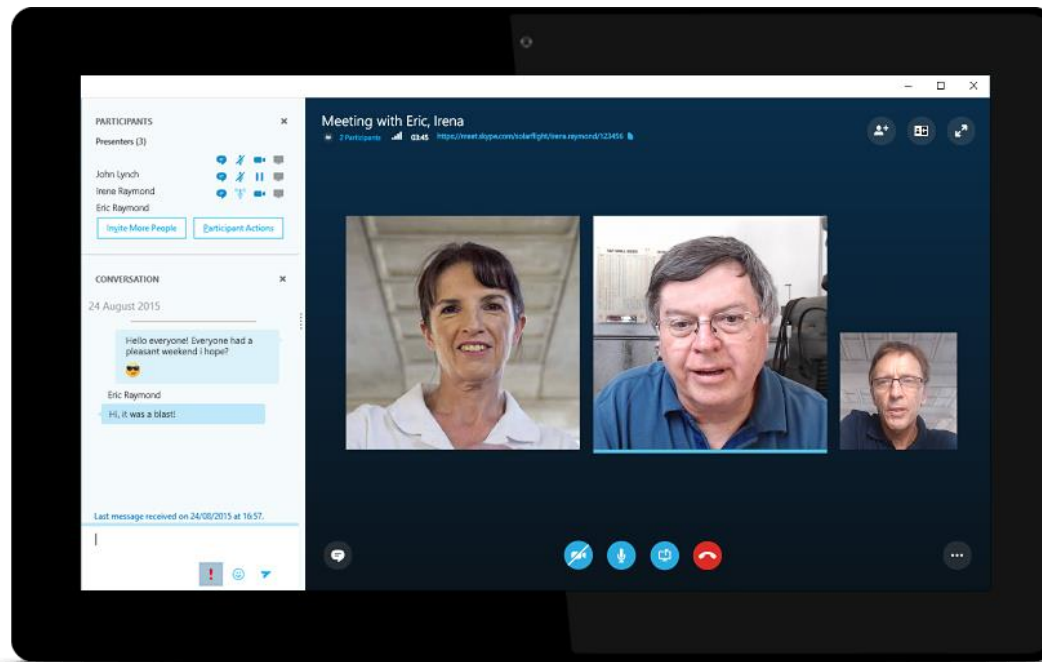 PARTICIPANTS
Presenters (3)
John Lynch
Irene Raymond
Eric Raymond
Invite More People
Participant Actions
CONVERSATION
24 August 2015
Hello everyone! Everyone had a
pleasant weekend i hope?
Eric Raymond
Hi, it was a blast!
Last message received on 24/08/2015 at 16:57.
Meeting with Eric, Irena
2 Participants 03:45 https://meet.skype.com/solarflight/irena.raymond/123456